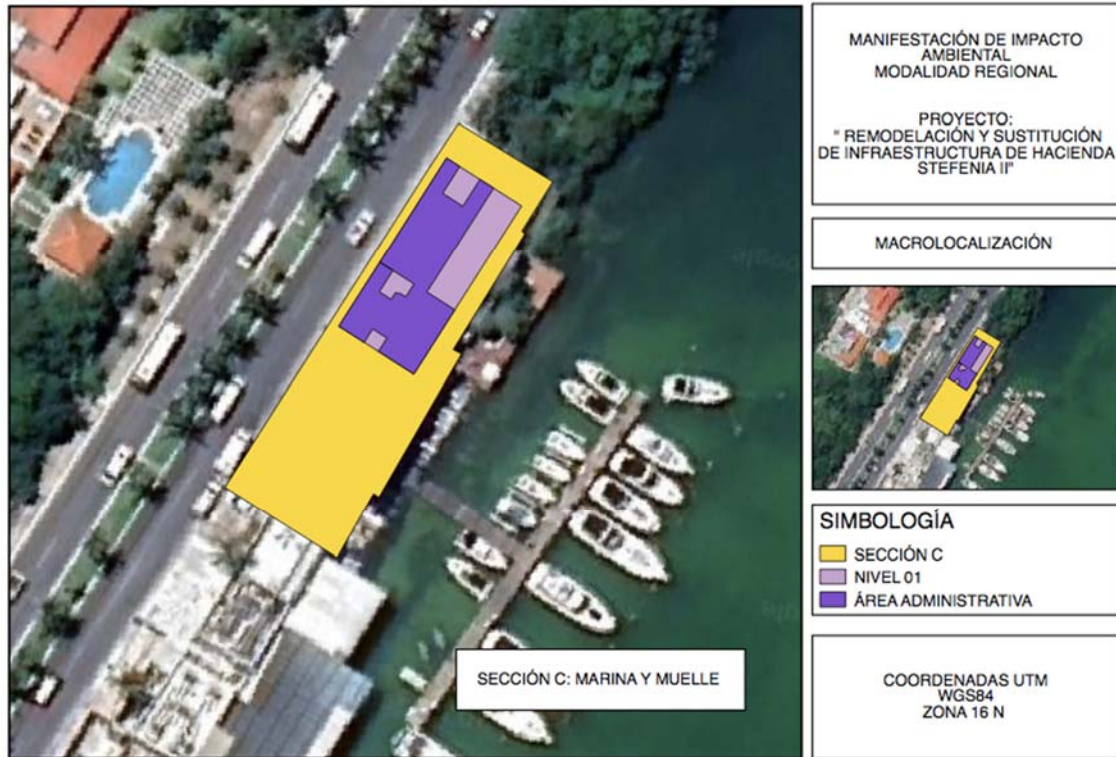 MANIFESTACIÓN DE IMPACTO
AMBIENTAL
MODALIDAD REGIONAL
PROYECTO:
" REMODELACIÓN Y SUSTITUCIÓN
DE INFRAESTRUCTURA DE HACIENDA
STEFENIA II"
MACROLOCALIZACIÓN
SIMBOLOGÍA
SECCIÓN C
NIVEL 01
ÁREA ADMINISTRATIVA
SECCIÓN C: MARINA Y MUELLE
COORDENADAS UTM
WGS84
ZONA 16 N